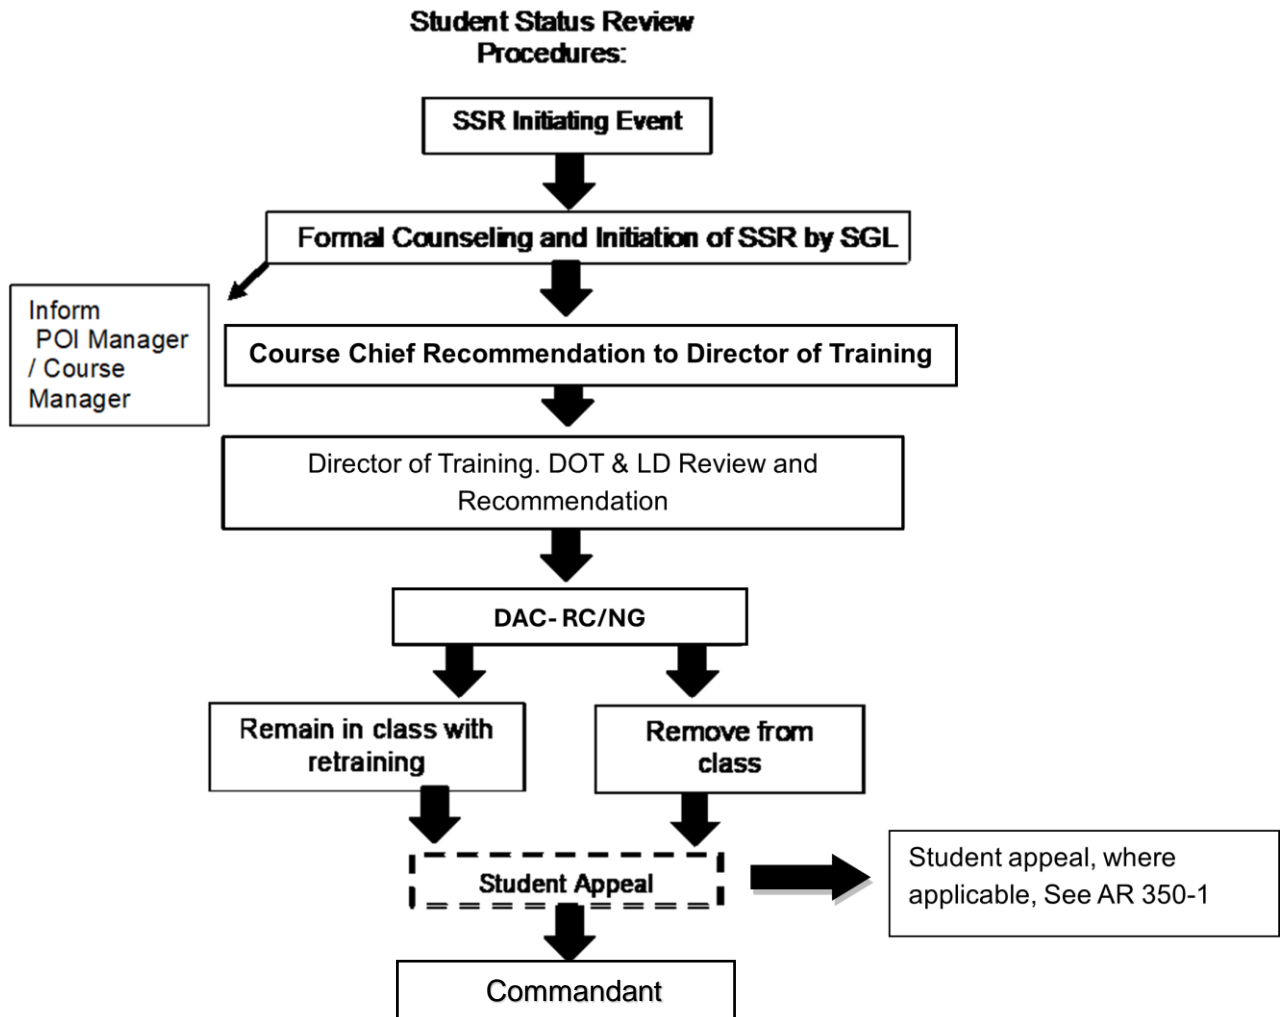 Student Status Review
Procedures:
SSR Initiating Event
Formal Counseling and Initiation of SSR by SGL
Inform
POI Manager
/ Course
Manager
Course Chief Recommendation to Director of Training
Director of Training. DOT & LD Review and
Recommendation
DAC- RC/NG
Remain in class with
retraining
Remove from
class
Student Appeal
Student appeal, where
applicable, See AR 350-1
Commandant